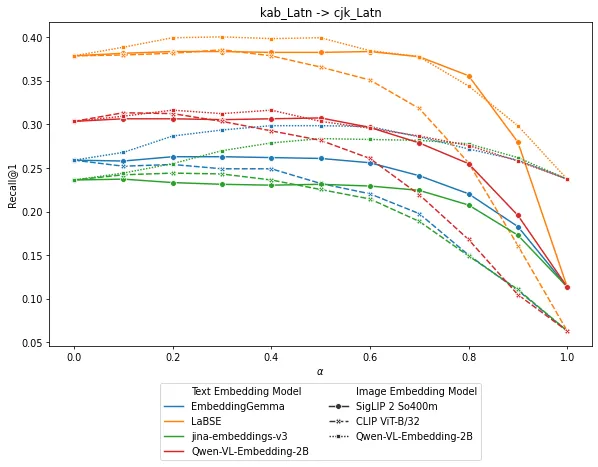 kab_Latn -> cjk_Latn
Recall@1
0.40
0.35
0.30
0.25
0.20
0.15
0.10
0.05
0.0 0.2 0.4 0.6 0.8 1.0
α
Text Embedding Model
EmbeddingGemma
LaBSE
jina-embeddings-v3
Qwen-VL-Embedding-2B
Image Embedding Model
SigLIP 2 So400m
CLIP ViT-B/32
Qwen-VL-Embedding-2B